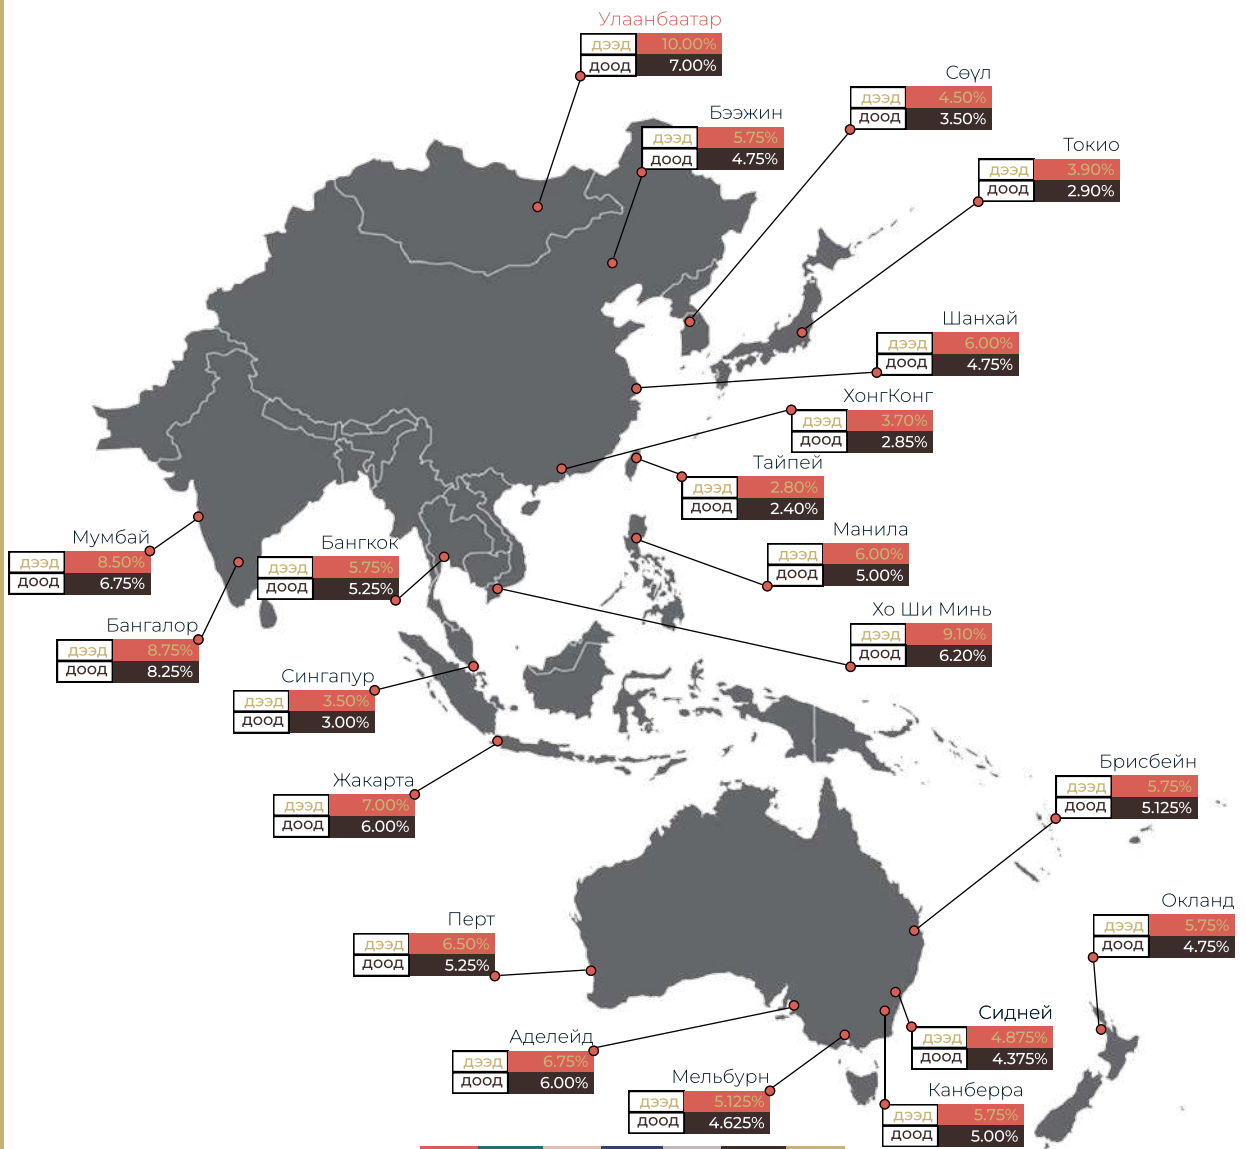 Улаанбаатар
дээд 10.00%
доод 7.00%
Сөүл
дээд 4.50%
доод 3.50%
Бээжин
дээд 5.75%
доод 4.75%
Токио
дээд 3.90%
доод 2.90%
Шанхай
дээд 6.00%
доод 4.75%
ХонгКонг
дээд 3.70%
доод 2.85%
Тайпей
дээд 2.80%
доод 2.40%
Манила
дээд 6.00%
доод 5.00%
Мумбай
дээд 8.50%
доод 6.75%
Бангкок
дээд 5.75%
доод 5.25%
Хо Ши Минь
дээд 9.10%
доод 6.20%
Бангалор
дээд 8.75%
доод 8.25%
Сингапур
дээд 3.50%
доод 3.00%
Жакарта
дээд 7.00%
доод 6.00%
Брисбейн
дээд 5.75%
доод 5.125%
Окланд
дээд 5.75%
доод 4.75%
Перт
дээд 6.50%
доод 5.25%
Сидней
дээд 4.875%
доод 4.375%
Аделейд
дээд 6.75%
доод 6.00%
Мельбурн
дээд 5.125%
доод 4.625%
Канберра
дээд 5.75%
доод 5.00%